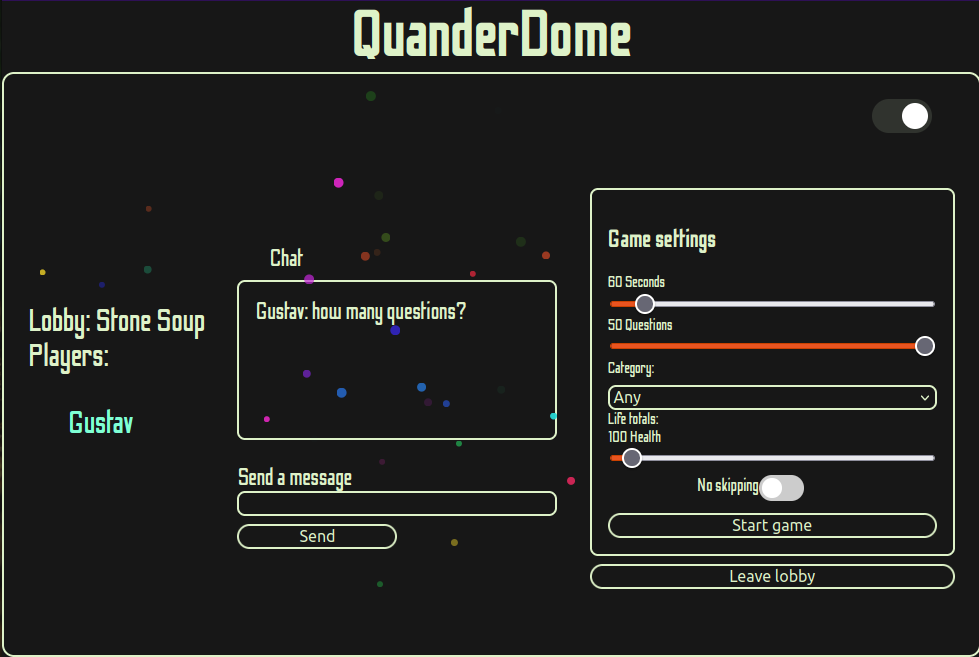 QuanderDome
Lobby: Stone Soup
Players:
Gustav
Chat
Gustav: how many questions?
Send a message
Send
Game settings
60 Seconds
50 Questions
Category:
Any
Life totals:
100 Health
No skipping
Start game
Leave lobby